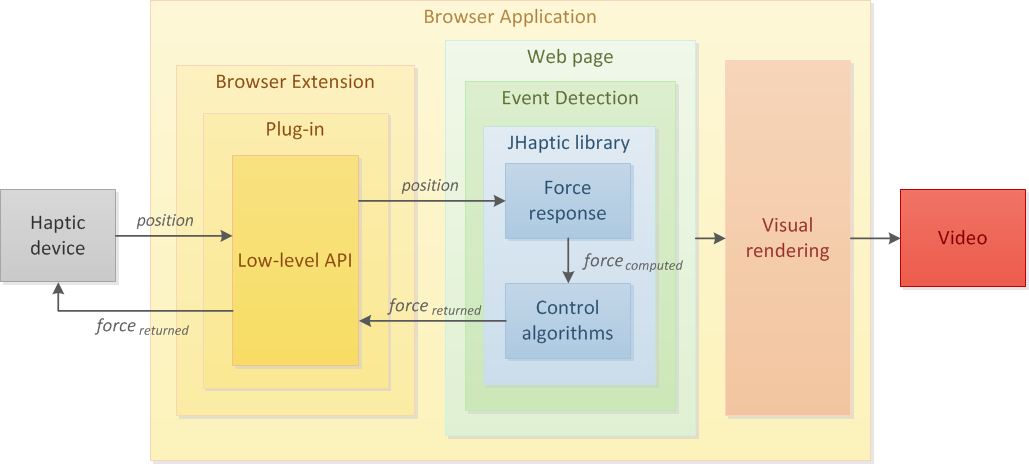 Browser Application
Browser Extension
Plug-in
Low-level API
Web page
Event Detection
JHaptic library
Force
response
Control
algorithms
Visual
rendering
Video
Haptic
device
position
position
force computed
force returned
force returned